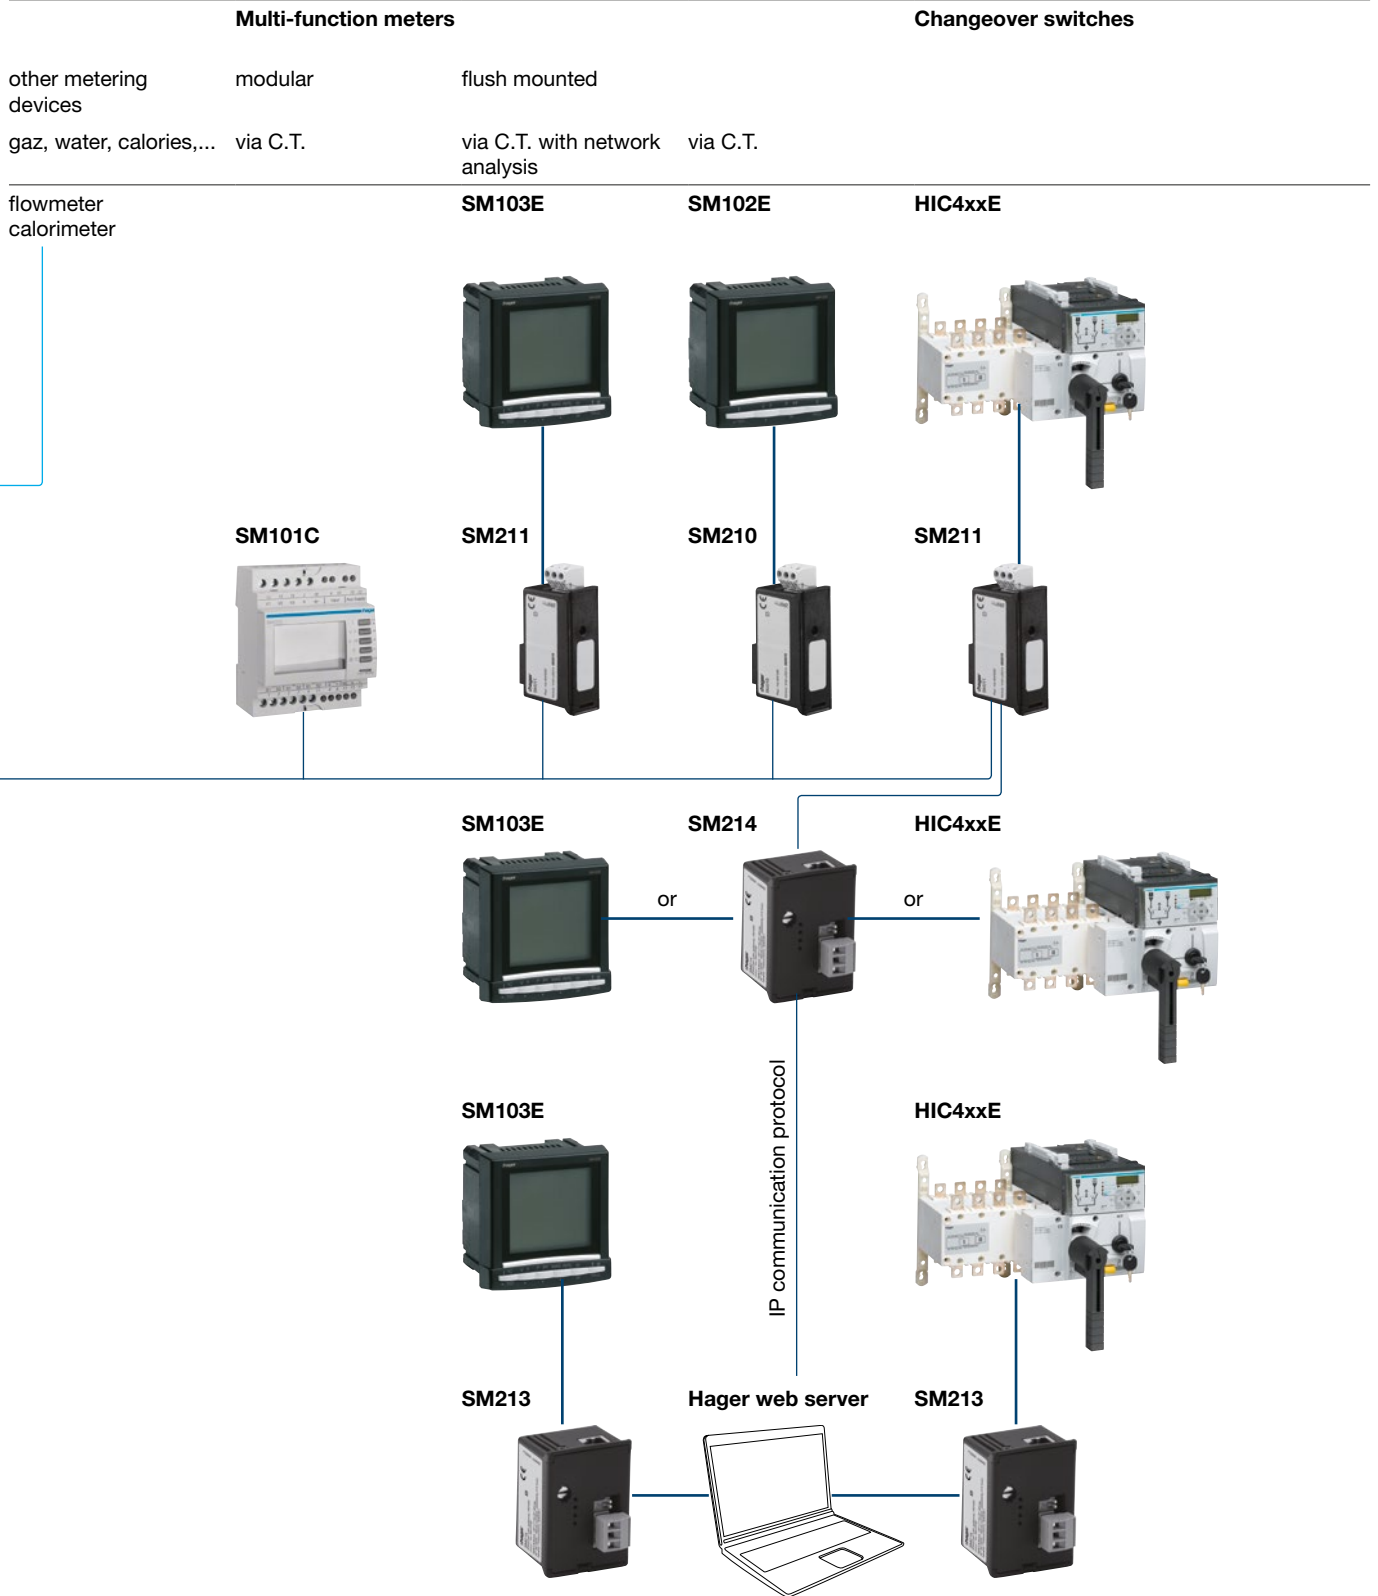 Multi-function meters
Changeover switches
other metering
devices
modular
flush mounted
gaz, water, calories,...
via C.T.
via C.T. with network
analysis
via C.T.
flowmeter
calorimeter
SM103E
SM102E
HIC4xxE
SM101C
SM211
SM210
SM211
SM103E
SM214
HIC4xxE
or
or
IP communication protocol
SM103E
HIC4xxE
SM213
Hager web server
SM213